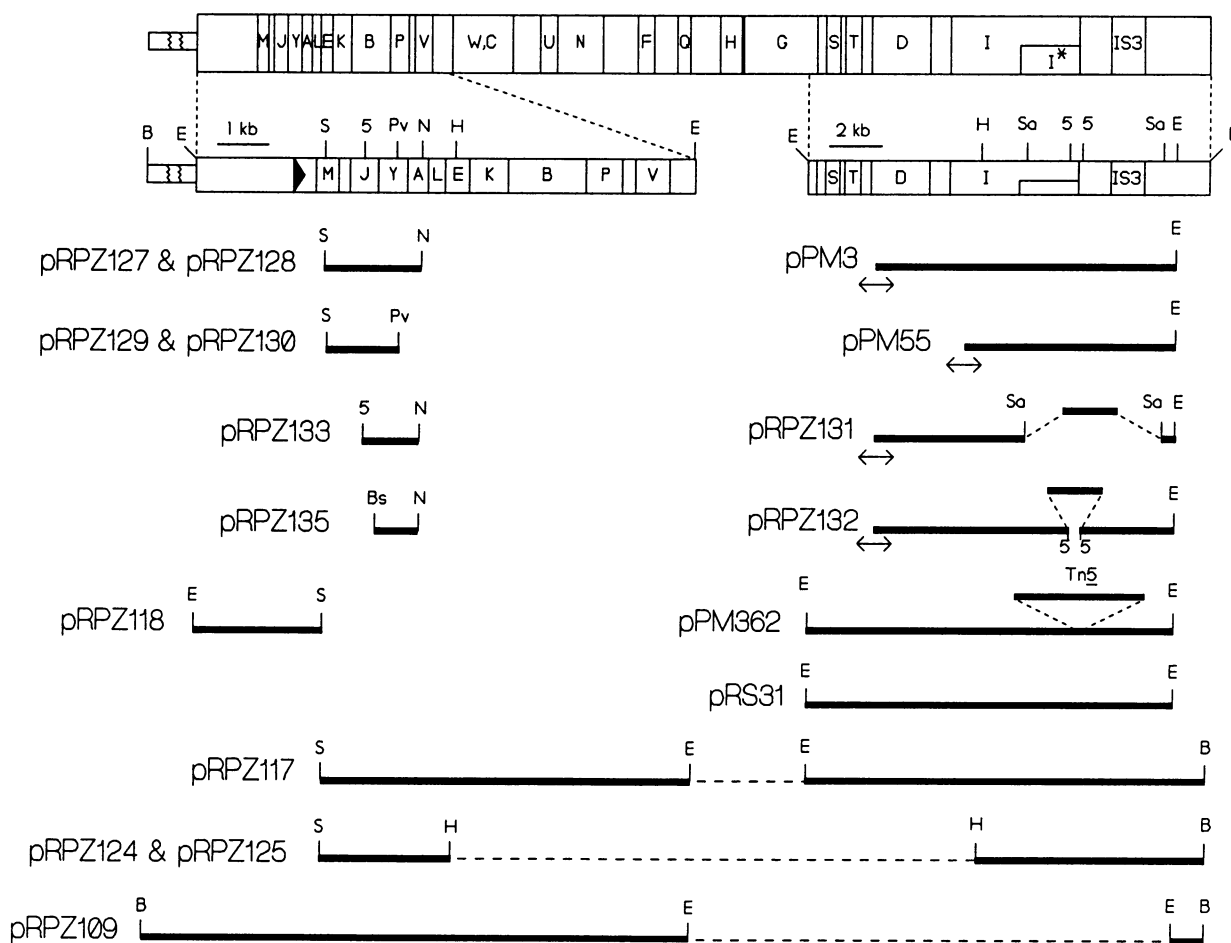 M J Y A L E K B P V W,C U N F Q H G S T D I I* IS3
B E 1 kb S 5 Pv N H E E 2 kb H Sa 5 5 Sa E
M J Y A L E K B P V S T D I IS3
S N E
pRPZ127 & pRPZ128 pPM3
S Pv E
pRPZ129 & pRPZ130 pPM55
5 N Sa Sa E
pRPZ133 pRPZ131
Bs N E
pRPZ135 pRPZ132
5 5
Tn5
E S E E
pRPZ118 pPM362
E E
pRS31
S E E B
pRPZ117
S H H B
pRPZ124 & pRPZ125
B E E B
pRPZ109